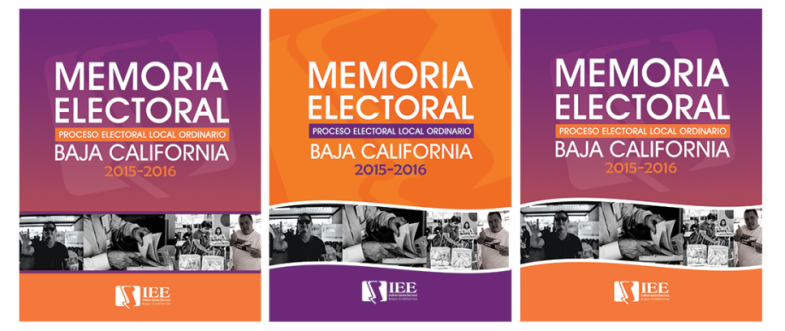 MEMORIA
ELECTORAL
PROCESO ELECTORAL LOCAL ORDINARIO
BAJA CALIFORNIA
2015-2016
IEE
MEMORIA
ELECTORAL
PROCESO ELECTORAL LOCAL ORDINARIO
BAJA CALIFORNIA
2015-2016
IEE
MEMORIA
ELECTORAL
PROCESO ELECTORAL LOCAL ORDINARIO
BAJA CALIFORNIA
2015-2016
IEE